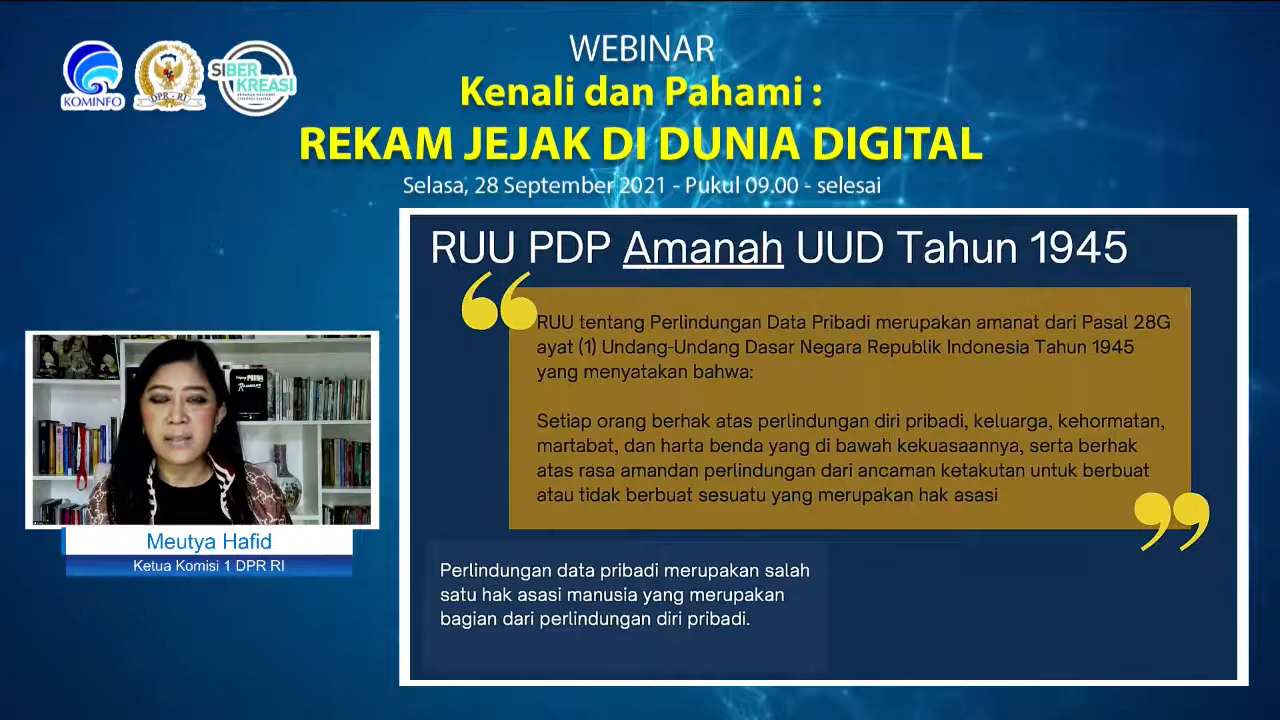 WEBINAR
Kenali dan Pahami :
REKAM JEJAK DI DUNIA DIGITAL
Selasa, 28 September 2021 - Pukul 09.00 - selesai
KOMINFO
DPR - RI
SIBER
KREASI
RUU PDP Amanah UUD Tahun 1945
RUU tentang Perlindungan Data Pribadi merupakan amanat dari Pasal 28G
ayat (1) Undang-Undang Dasar Negara Republik Indonesia Tahun 1945
yang menyatakan bahwa:
Setiap orang berhak atas perlindungan diri pribadi, keluarga, kehormatan,
martabat, dan harta benda yang di bawah kekuasaannya, serta berhak
atas rasa amandan perlindungan dari ancaman ketakutan untuk berbuat
atau tidak berbuat sesuatu yang merupakan hak asasi
Perlindungan data pribadi merupakan salah
satu hak asasi manusia yang merupakan
bagian dari perlindungan diri pribadi.
Meutya Hafid
Ketua Komisi 1 DPR RI